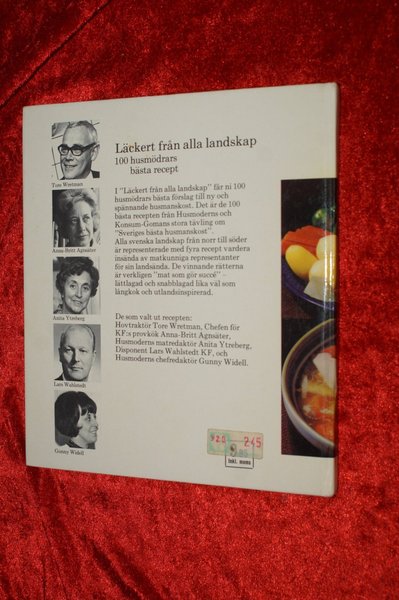 Läckert från alla landskap
100 husmödrars
bästa recept
I "Läckert från alla landskap" får ni 100
husmödrars bästa förslag till ny och
spännande husmanskost. Det är de 100
bästa recepten från Husmoderns och
Konsum-Gomans stora tävling om
"Sveriges bästa husmanskost".
Alla svenska landskap från norr till söder
är representerade med fyra recept vardera
insända av matkunniga representanter
för sin landsända. De vinnande rätterna
är verkligen "mat som gör succé" –
lättlagad och snabblagad lika väl som
långkok och utlandsinspirerad.
De som valt ut recepten:
Hovtraktör Tore Wretman, Chefen för
KF:s provkök Anna-Britt Agnsäter,
Husmoderns matredaktör Anita Ytreberg,
Disponent Lars Wahlstedt KF, och
Husmoderns chefredaktör Gunny Widell.
Tore Wretman
Anna-Britt Agnsäter
Anita Ytreberg
Lars Wahlstedt
Gunny Widell
920 245
Inkl. moms